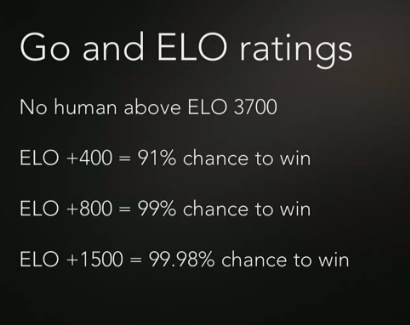 Go and ELO ratings
No human above ELO 3700
ELO +400 = 91% chance to win
ELO +800 = 99% chance to win
ELO +1500 = 99.98% chance to win